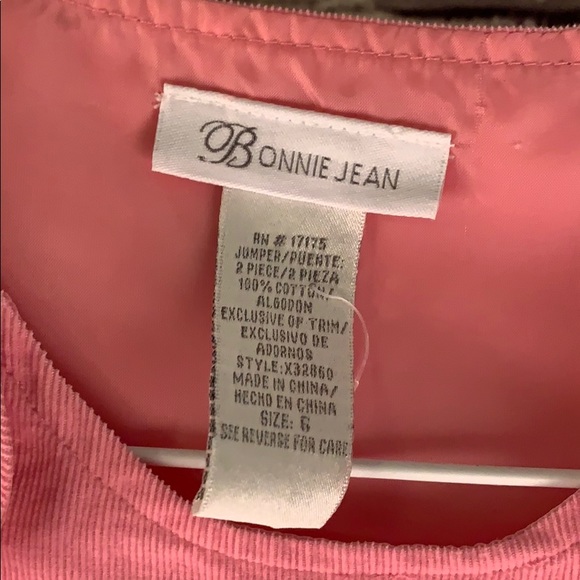 BONNIE JEAN
RN # 17175
JUMPER/PUENTE:
2 PIECE/2 PIEZA
100% COTTON/
ALGODON
EXCLUSIVE OF TRIM/
EXCLUSIVO DE
ADORNOS
STYLE:X32860
MADE IN CHINA/
HECHO EN CHINA
SIZE: 6
SEE REVERSE FOR CARE